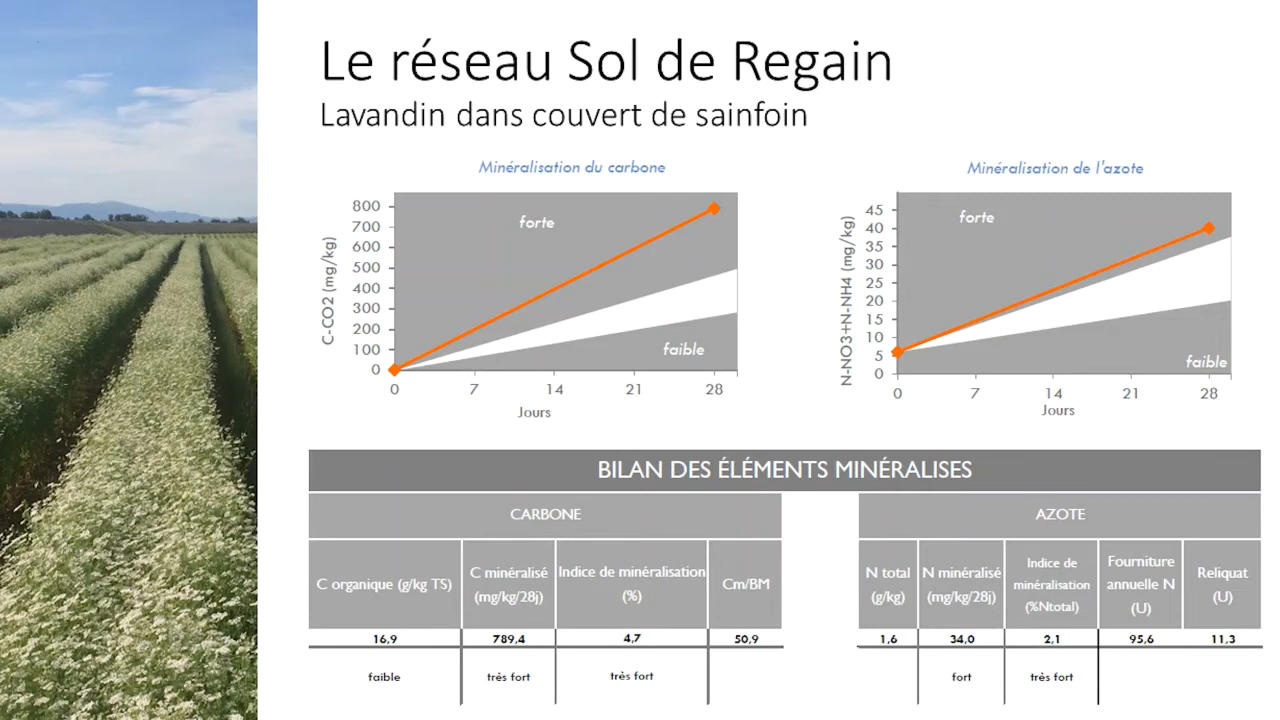 Le réseau Sol de Regain
Lavandin dans couvert de sainfoin
Minéralisation du carbone
C-CO2 (mg/kg)
800
700
600
500
400
300
200
100
0
forte
faible
0 7 14 21 28
Jours
Minéralisation de l'azote
N-NO3+N-NH4 (mg/kg)
45
40
35
30
25
20
15
10
5
0
forte
faible
0 7 14 21 28
Jours
BILAN DES ÉLÉMENTS MINÉRALISES
CARBONE
C organique (g/kg TS)
C minéralisé
(mg/kg/28j)
Indice de minéralisation
(%)
Cm/BM
16,9 789,4 4,7 50,9
faible très fort très fort
AZOTE
N total
(g/kg)
N minéralisé
(mg/kg/28j)
Indice de
minéralisation
(%Ntotal)
Fourniture
annuelle N
(U)
Reliquat
(U)
1,6 34,0 2,1 95,6 11,3
fort très fort